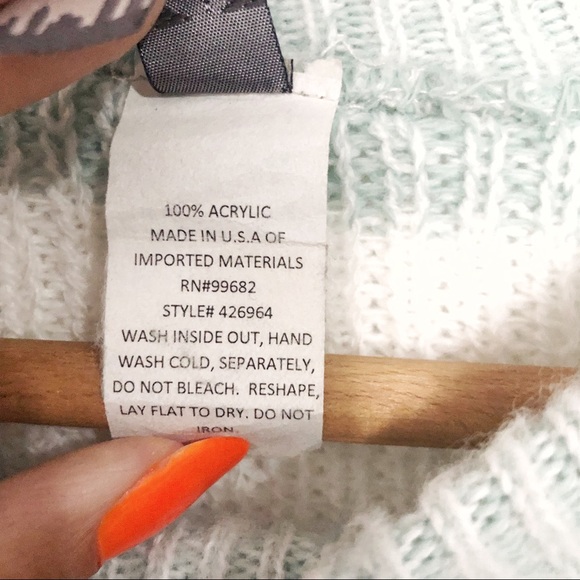 100% ACRYLIC
MADE IN U.S.A OF
IMPORTED MATERIALS
RN#99682
STYLE# 426964
WASH INSIDE OUT, HAND
WASH COLD, SEPARATELY,
DO NOT BLEACH. RESHAPE,
LAY FLAT TO DRY. DO NOT
IRON.